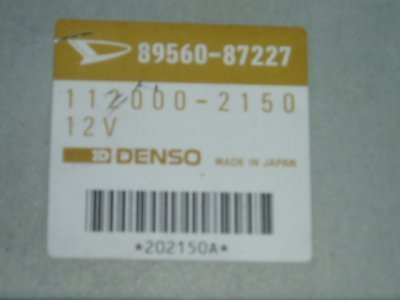 89560-87227
112000-2150
12V
DENSO MADE IN JAPAN
*202150A*